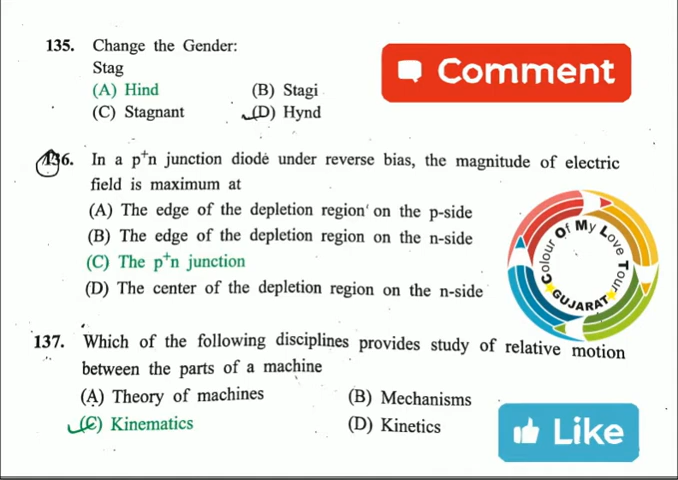 135. Change the Gender:
Stag
(A) Hind (B) Stagi
(C) Stagnant (D) Hynd
Comment
136. In a p⁺n junction diode under reverse bias, the magnitude of electric
field is maximum at
(A) The edge of the depletion region on the p-side
(B) The edge of the depletion region on the n-side
(C) The p⁺n junction
(D) The center of the depletion region on the n-side
Colour Of My Love Tour
GUJARAT
137. Which of the following disciplines provides study of relative motion
between the parts of a machine
(A) Theory of machines (B) Mechanisms
(C) Kinematics (D) Kinetics
Like